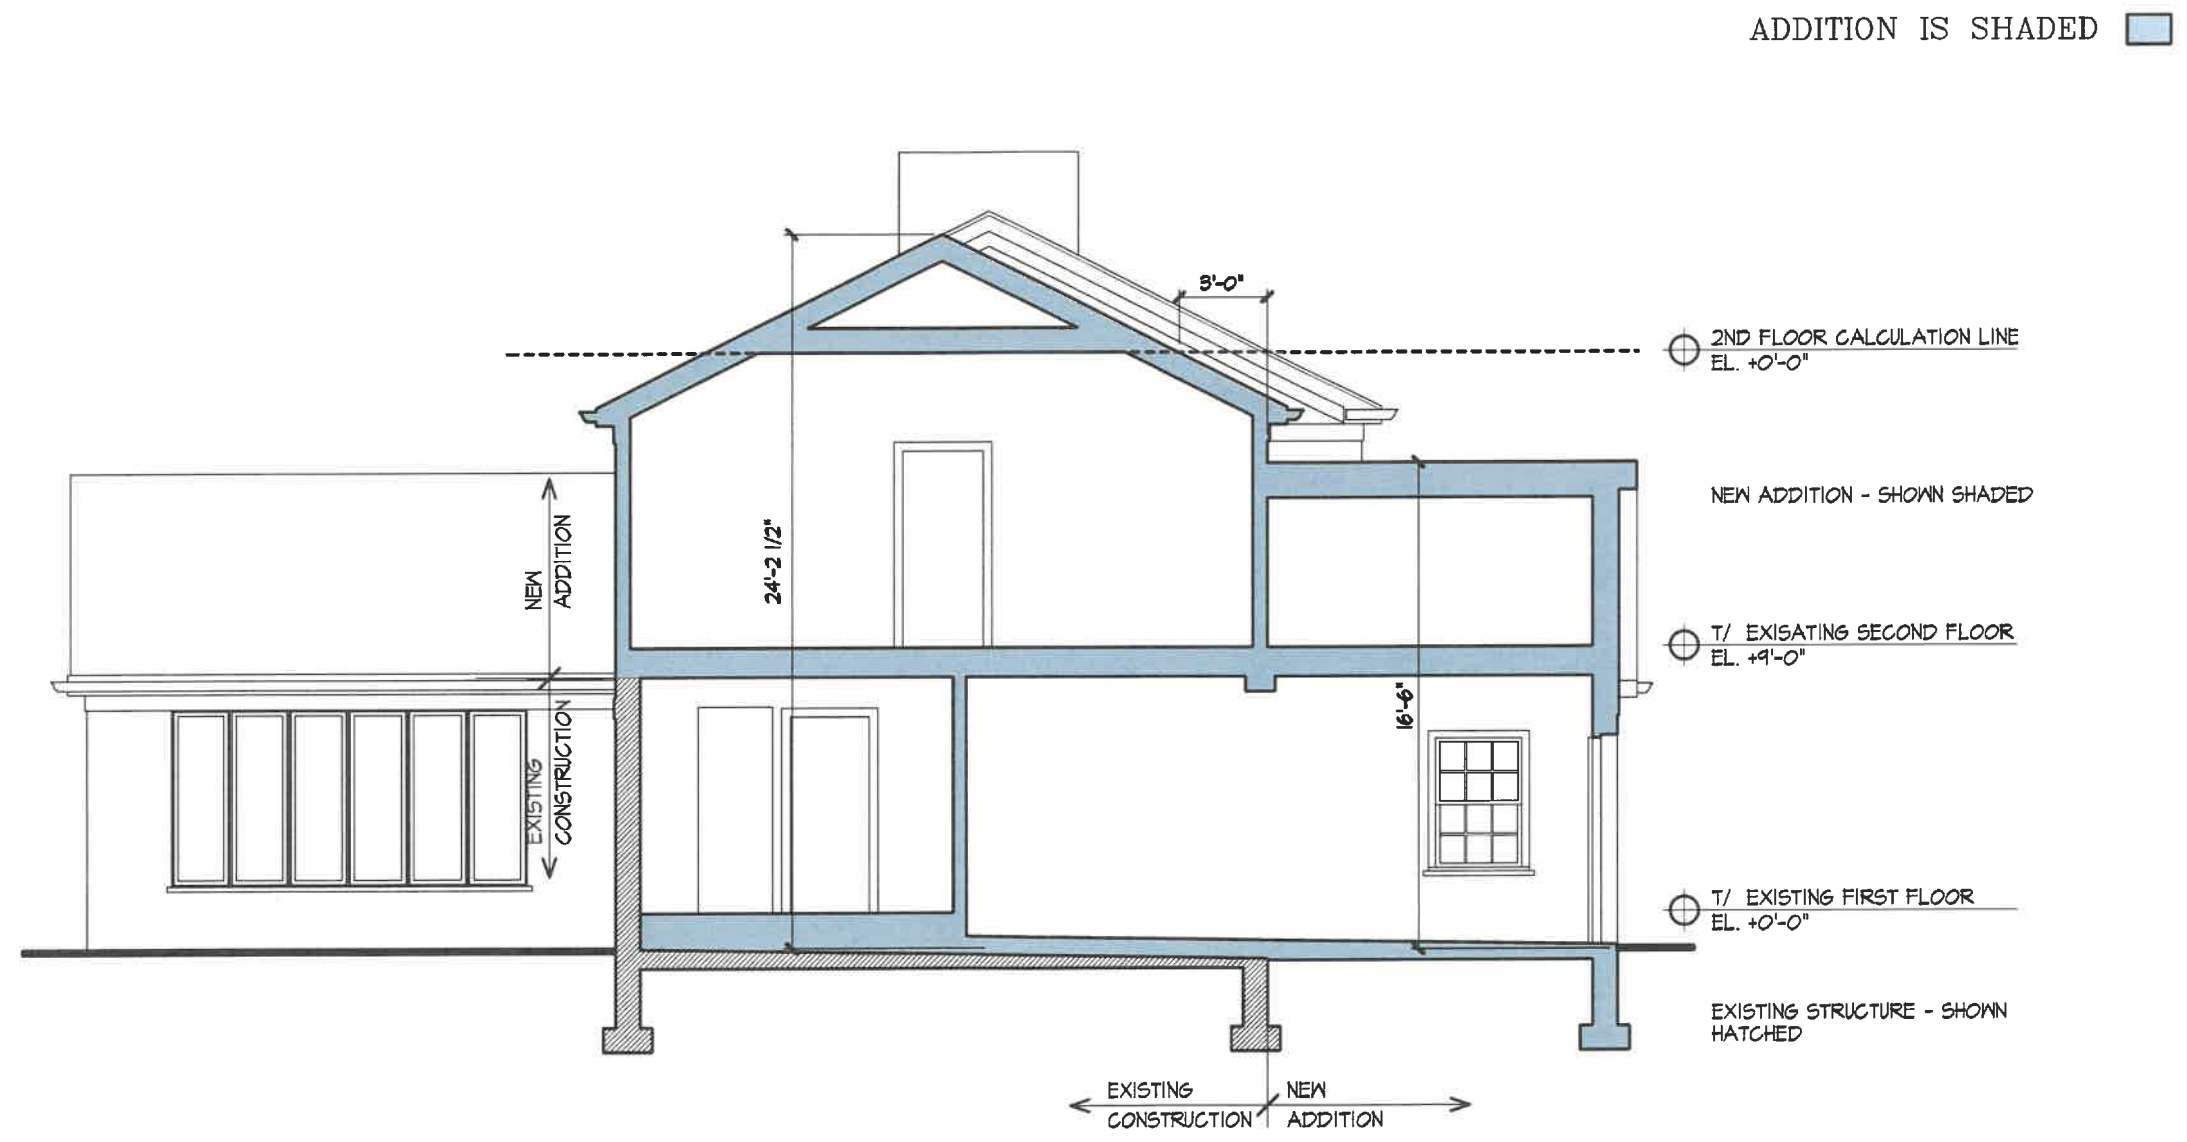 ADDITION IS SHADED
3'-0"
2ND FLOOR CALCULATION LINE
EL. +0'-0"
NEW ADDITION - SHOWN SHADED
NEW
ADDITION
24'-2 1/2"
T/ EXISATING SECOND FLOOR
EL. +9'-0"
EXISTING
CONSTRUCTION
16'-6"
T/ EXISTING FIRST FLOOR
EL. +0'-0"
EXISTING STRUCTURE - SHOWN
HATCHED
EXISTING
CONSTRUCTION
NEW
ADDITION